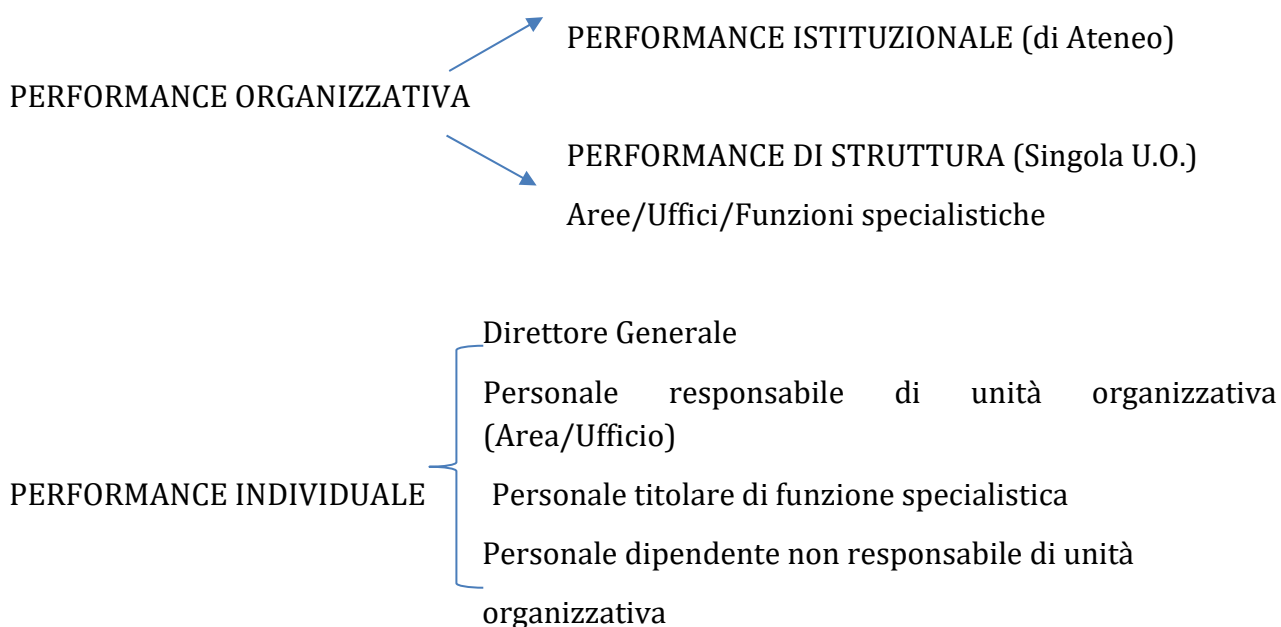 PERFORMANCE ISTITUZIONALE (di Ateneo)
PERFORMANCE ORGANIZZATIVA
PERFORMANCE DI STRUTTURA (Singola U.O.)
Aree/Uffici/Funzioni specialistiche
Direttore Generale
Personale responsabile di unità organizzativa
(Area/Ufficio)
PERFORMANCE INDIVIDUALE
Personale titolare di funzione specialistica
Personale dipendente non responsabile di unità
organizzativa